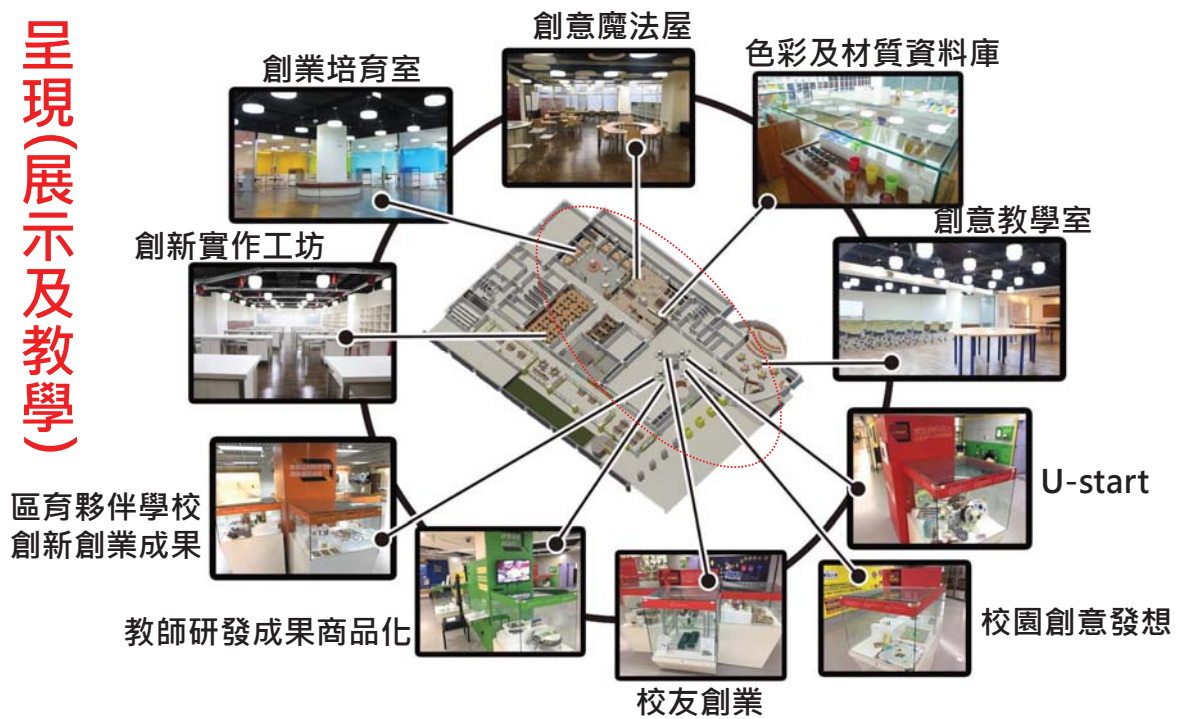 呈現(展示及教學)
創意魔法屋
創業培育室
色彩及材質資料庫
創新實作工坊
創意教學室
區育夥伴學校
創新創業成果
U-start
教師研發成果商品化
校園創意發想
校友創業